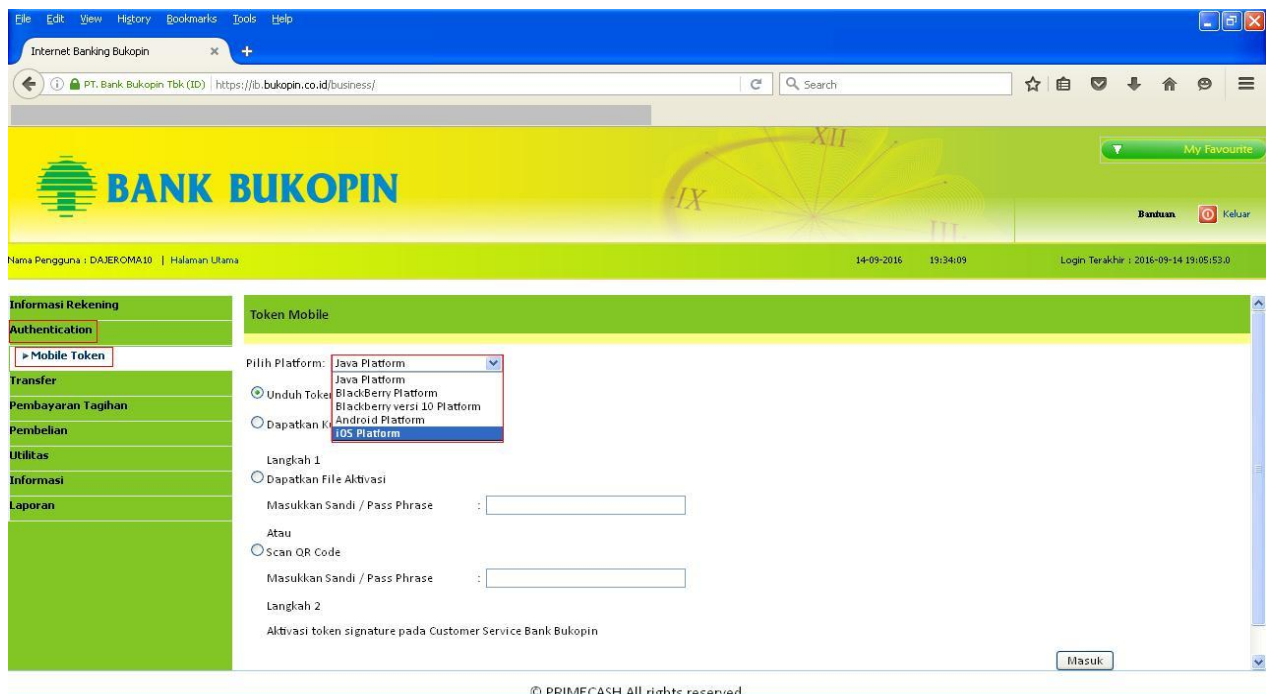 File Edit View History Bookmarks Tools Help
Internet Banking Bukopin
PT. Bank Bukopin Tbk (ID) https://ib.bukopin.co.id/business/ Search
XII
My Favourite
BANK BUKOPIN
IX
III
Bantuan Keluar
Nama Pengguna : DAJEROMA10 | Halaman Utama 14-09-2016 19:34:09 Login Terakhir : 2016-09-14 19:05:53.0
Informasi Rekening
Authentication
Mobile Token
Transfer
Pembayaran Tagihan
Pembelian
Utilitas
Informasi
Laporan
Token Mobile
Pilih Platform: Java Platform
Java Platform
BlackBerry Platform
Blackberry versi 10 Platform
Android Platform
iOS Platform
Unduh
Dapatkan
Langkah 1
Dapatkan File Aktivasi
Masukkan Sandi / Pass Phrase :
Atau
Scan QR Code
Masukkan Sandi / Pass Phrase :
Langkah 2
Aktivasi token signature pada Customer Service Bank Bukopin
Masuk
© PRIMECASH All rights reserved